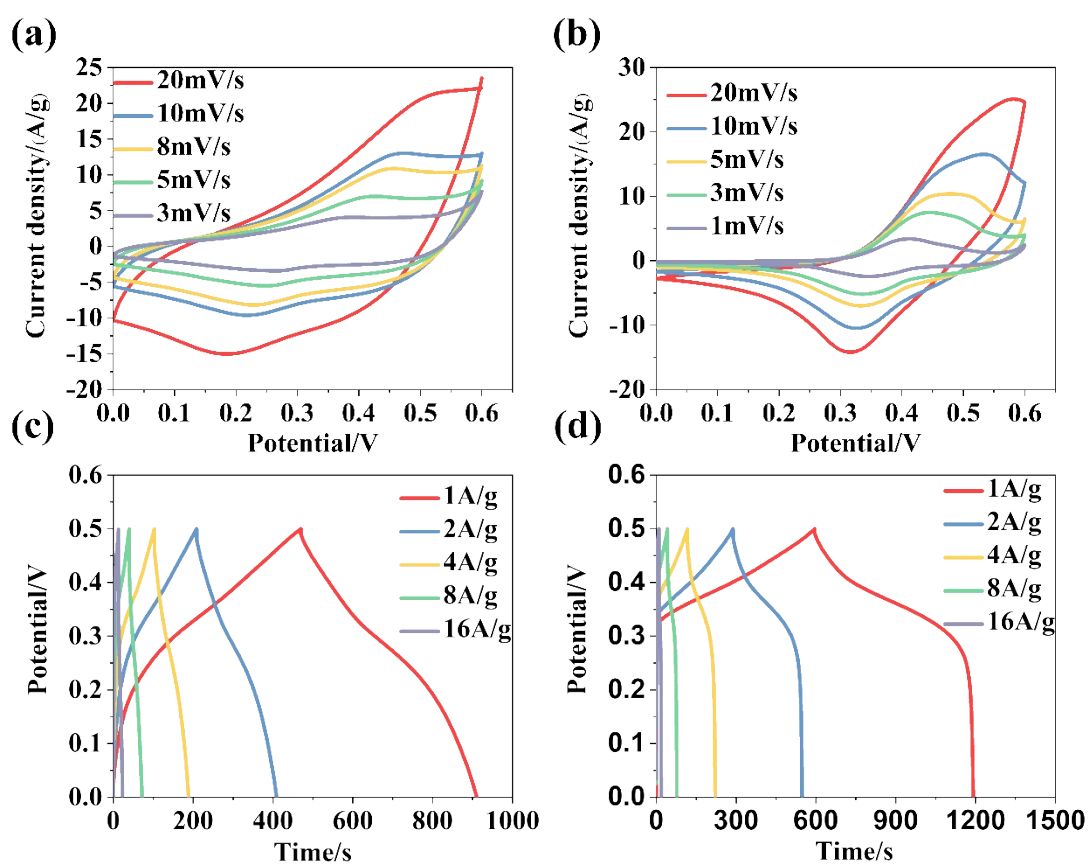 (a)
25
20
15
10
5
0
-5
-10
-15
-20
0.0 0.1 0.2 0.3 0.4 0.5 0.6
Current density/(A/g)
Potential/V
20mV/s
10mV/s
8mV/s
5mV/s
3mV/s
(b)
30
20
10
0
-10
-20
0.0 0.1 0.2 0.3 0.4 0.5 0.6
Current density/(A/g)
Potential/V
20mV/s
10mV/s
5mV/s
3mV/s
1mV/s
(c)
0.6
0.5
0.4
0.3
0.2
0.1
0.0
0 200 400 600 800 1000
Potential/V
Time/s
1A/g
2A/g
4A/g
8A/g
16A/g
(d)
0.6
0.5
0.4
0.3
0.2
0.1
0.0
0 300 600 900 1200 1500
Potential/V
Time/s
1A/g
2A/g
4A/g
8A/g
16A/g